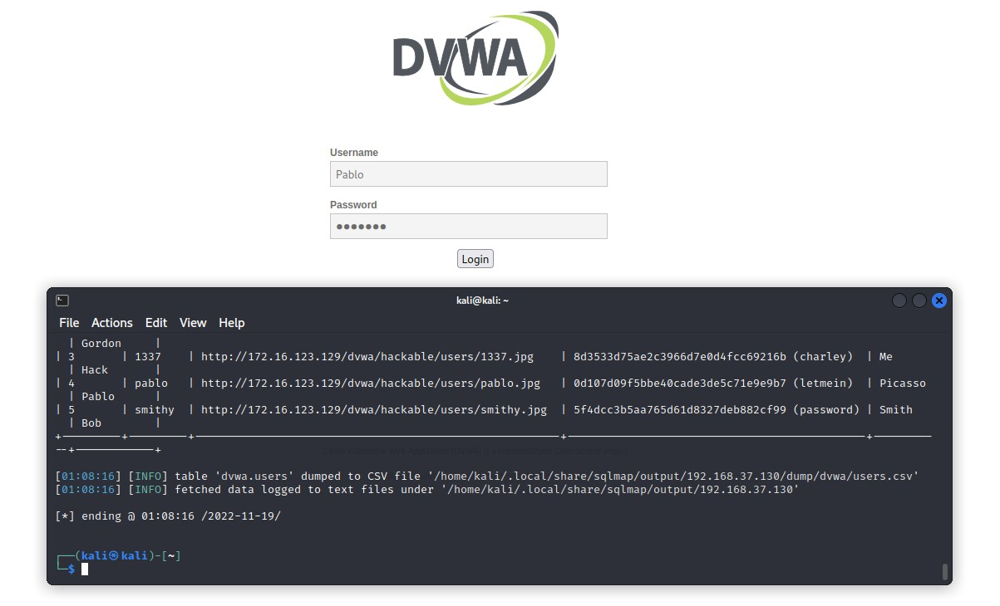 DVWA
Username
Pablo
Password
●●●●●●●
Login
kali@kali: ~
File Actions Edit View Help
| Gordon |
| 3 | 1337 | http://172.16.123.129/dvwa/hackable/users/1337.jpg | 8d3533d75ae2c3966d7e0d4fcc69216b (charley) | Me
| Hack |
| 4 | pablo | http://172.16.123.129/dvwa/hackable/users/pablo.jpg | 0d107d09f5bbe40cade3de5c71e9e9b7 (letmein) | Picasso
| Pablo |
| 5 | smithy | http://172.16.123.129/dvwa/hackable/users/smithy.jpg | 5f4dcc3b5aa765d61d8327deb882cf99 (password) | Smith
| Bob |
[01:08:16] [INFO] table 'dvwa.users' dumped to CSV file '/home/kali/.local/share/sqlmap/output/192.168.37.130/dump/dvwa/users.csv'
[01:08:16] [INFO] fetched data logged to text files under '/home/kali/.local/share/sqlmap/output/192.168.37.130'
[*] ending @ 01:08:16 /2022-11-19/
┌──(kali㉿kali)-[~]
└─$